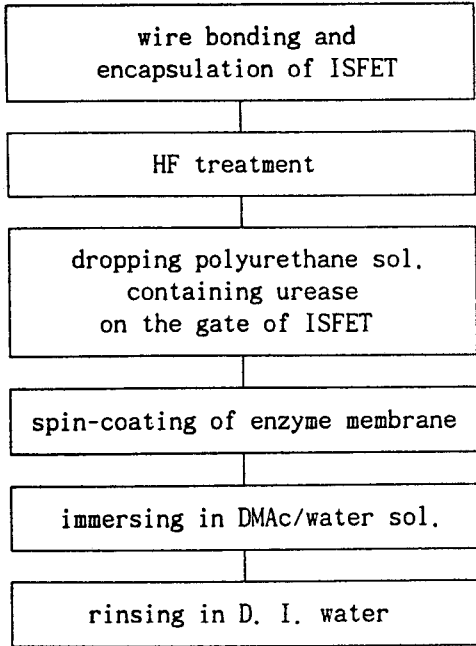 wire bonding and
encapsulation of ISFET
HF treatment
dropping polyurethane sol.
containing urease
on the gate of ISFET
spin-coating of enzyme membrane
immersing in DMAc/water sol.
rinsing in D. I. water